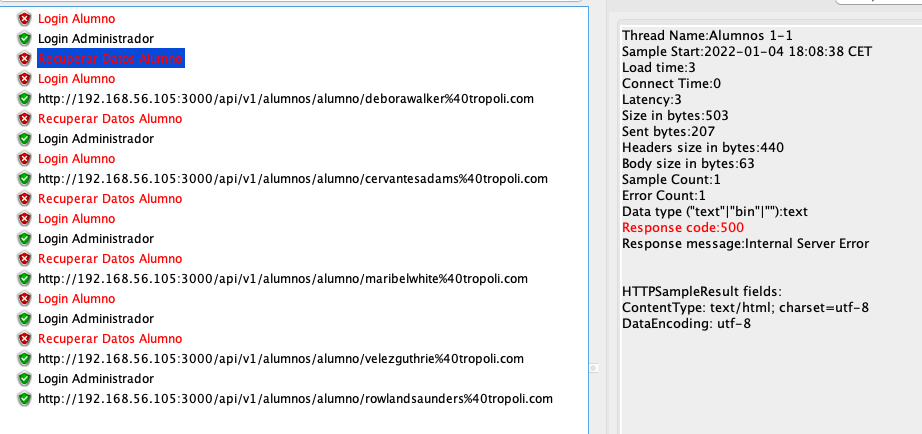 Login Alumno
Login Administrador
Recuperar Datos Alumno
Login Alumno
http://192.168.56.105:3000/api/v1/alumnos/alumno/deborawalker%40tropoli.com
Recuperar Datos Alumno
Login Administrador
Login Alumno
http://192.168.56.105:3000/api/v1/alumnos/alumno/cervantesadams%40tropoli.com
Recuperar Datos Alumno
Login Alumno
Login Administrador
Recuperar Datos Alumno
http://192.168.56.105:3000/api/v1/alumnos/alumno/maribelwhite%40tropoli.com
Login Alumno
Login Administrador
Recuperar Datos Alumno
http://192.168.56.105:3000/api/v1/alumnos/alumno/velezguthrie%40tropoli.com
Login Administrador
http://192.168.56.105:3000/api/v1/alumnos/alumno/rowlandsaunders%40tropoli.com
Thread Name:Alumnos 1-1
Sample Start:2022-01-04 18:08:38 CET
Load time:3
Connect Time:0
Latency:3
Size in bytes:503
Sent bytes:207
Headers size in bytes:440
Body size in bytes:63
Sample Count:1
Error Count:1
Data type ("text"|"bin"|""):text
Response code:500
Response message:Internal Server Error
HTTPSampleResult fields:
ContentType: text/html; charset=utf-8
DataEncoding: utf-8